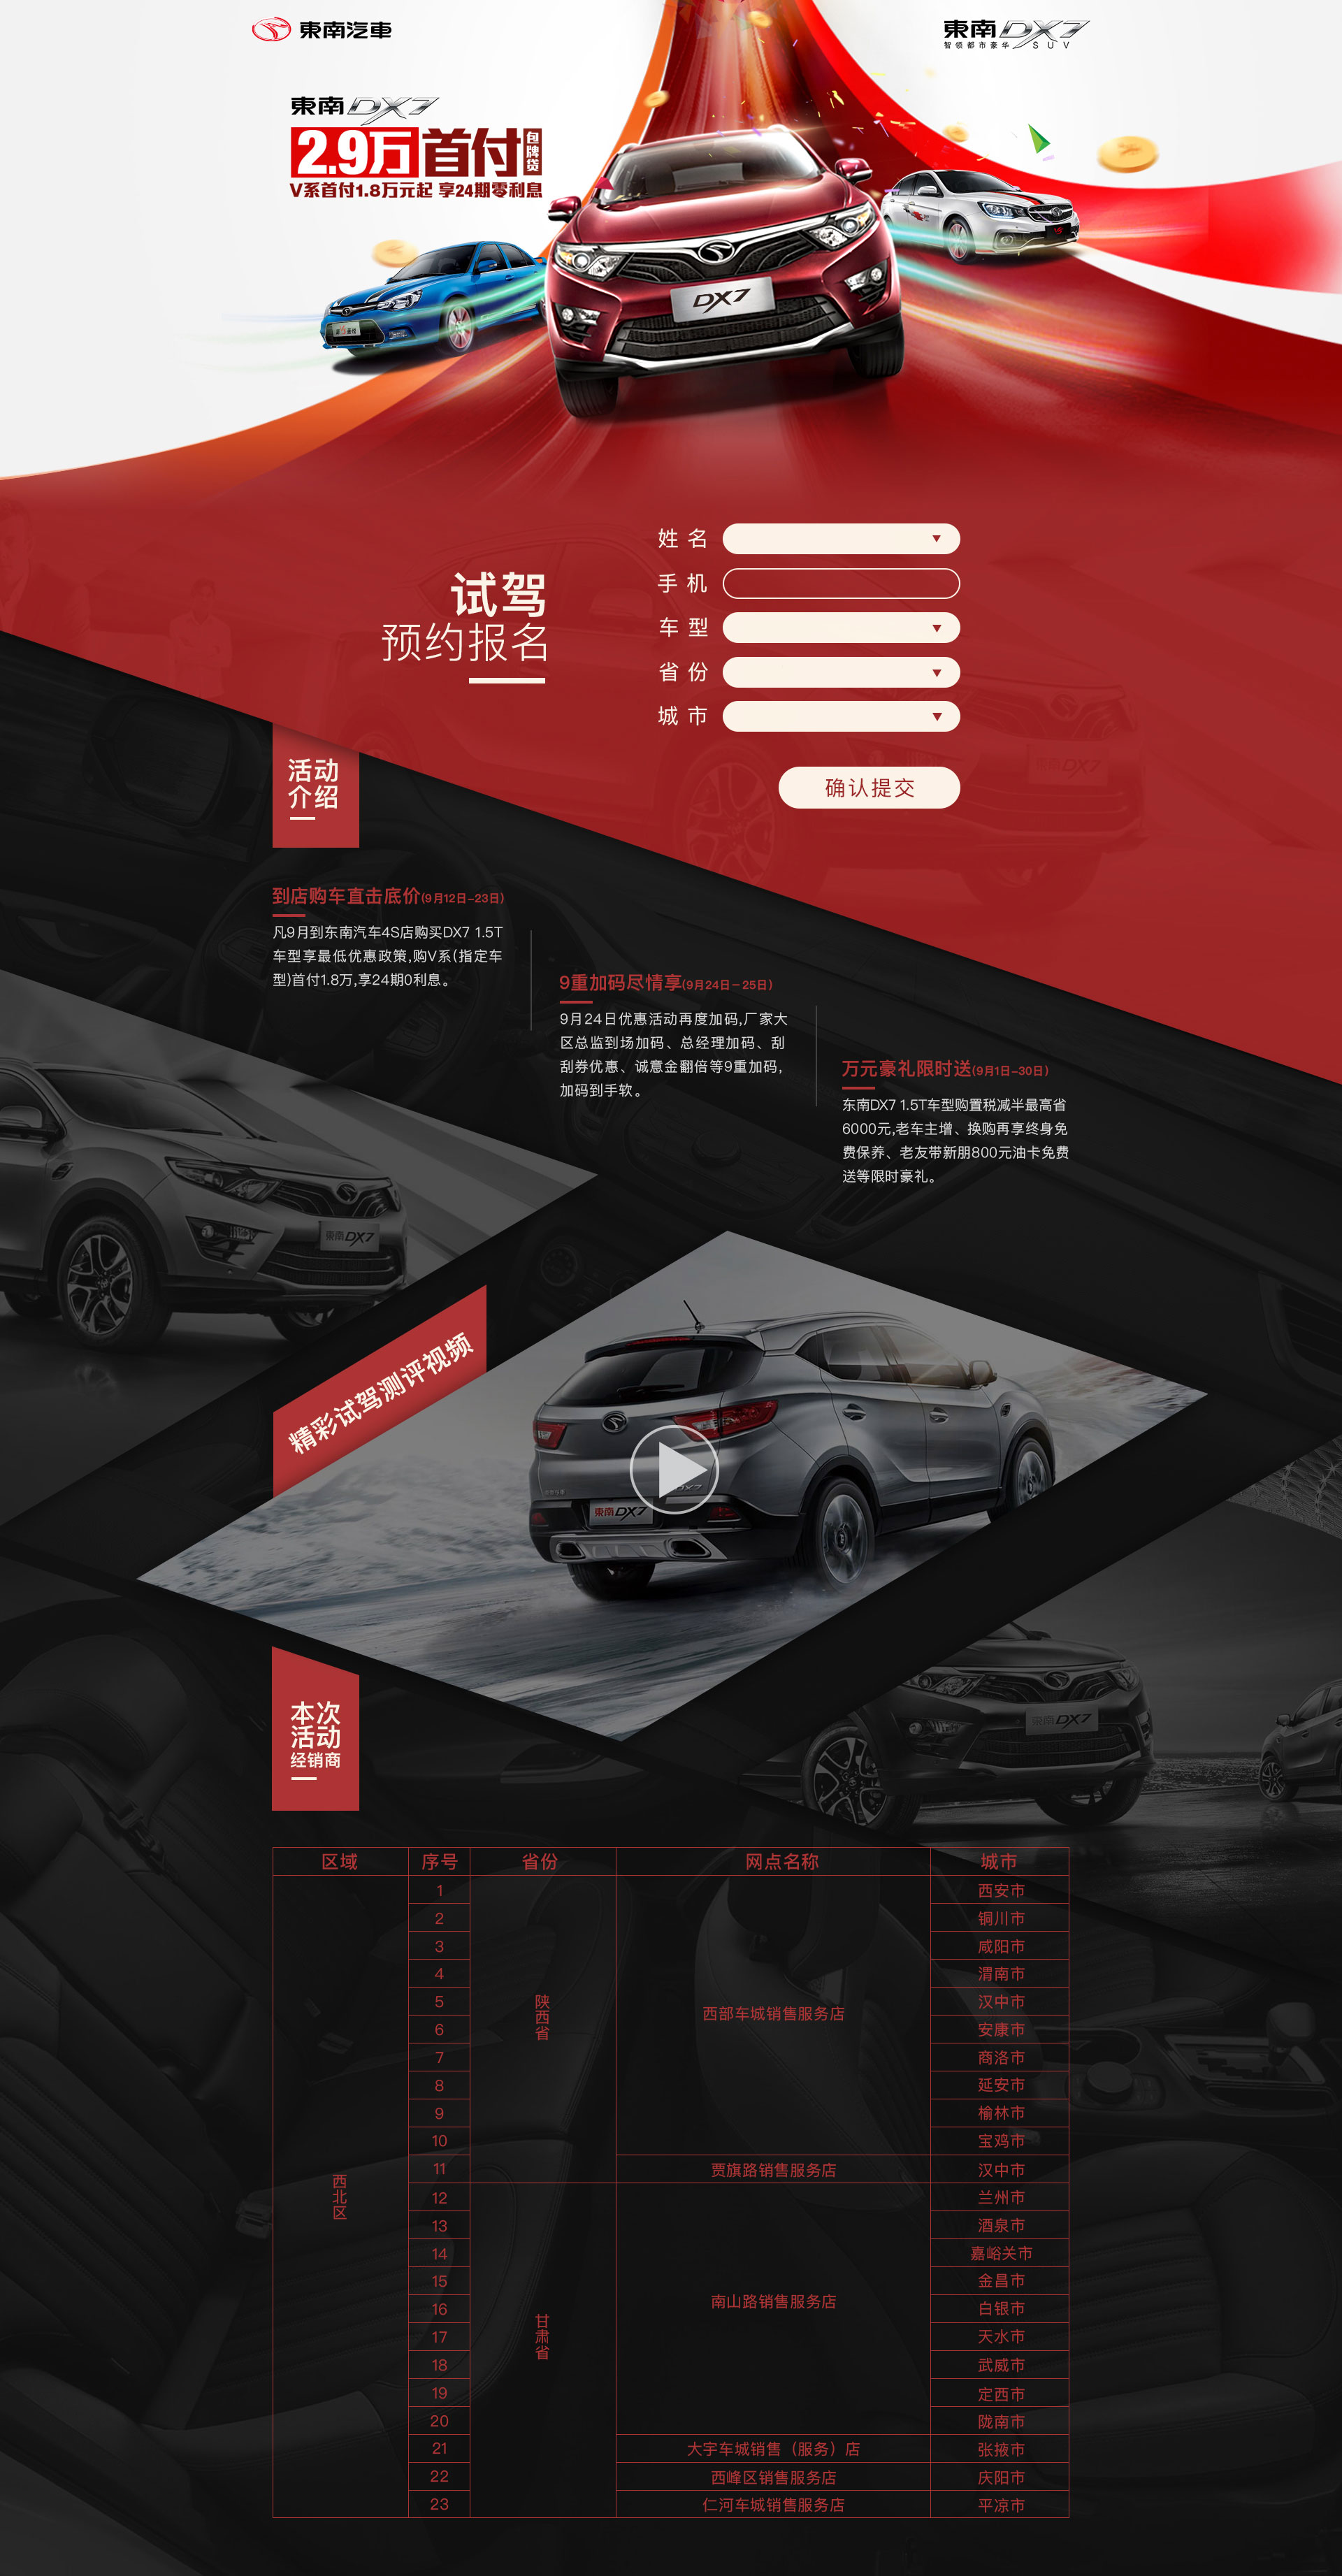 東南汽車
東南DX7
智领都市豪华 SUV
東南DX7
2.9万首付包牌贷
V系首付1.8万元起 享24期零利息
DX7
姓名
手机
车型
省份
城市
试驾
预约报名
确认提交
活动
介绍
到店购车直击底价(9月12日-23日)
凡9月到东南汽车4S店购买DX7 1.5T
车型享最低优惠政策,购V系(指定车
型)首付1.8万,享24期0利息。
9重加码尽情享(9月24日-25日)
9月24日优惠活动再度加码,厂家大
区总监到场加码、总经理加码、刮
刮券优惠、诚意金翻倍等9重加码,
加码到手软。
万元豪礼限时送(9月1日-30日)
东南DX7 1.5T车型购置税减半最高省
6000元,老车主增、换购再享终身免
费保养、老友带新朋800元油卡免费
送等限时豪礼。
東南DX7
精彩试驾测评视频
東南DX7
本次
活动
经销商
東南DX7
区域 序号 省份 网点名称 城市
1 西安市
2 铜川市
3 咸阳市
4 渭南市
5 汉中市
陕西省
西部车城销售服务店
6 安康市
7 商洛市
8 延安市
9 榆林市
10 宝鸡市
11 贾旗路销售服务店 汉中市
西北区
12 兰州市
13 酒泉市
14 嘉峪关市
15 金昌市
南山路销售服务店
16 白银市
甘肃省
17 天水市
18 武威市
19 定西市
20 陇南市
21 大宇车城销售（服务）店 张掖市
22 西峰区销售服务店 庆阳市
23 仁河车城销售服务店 平凉市